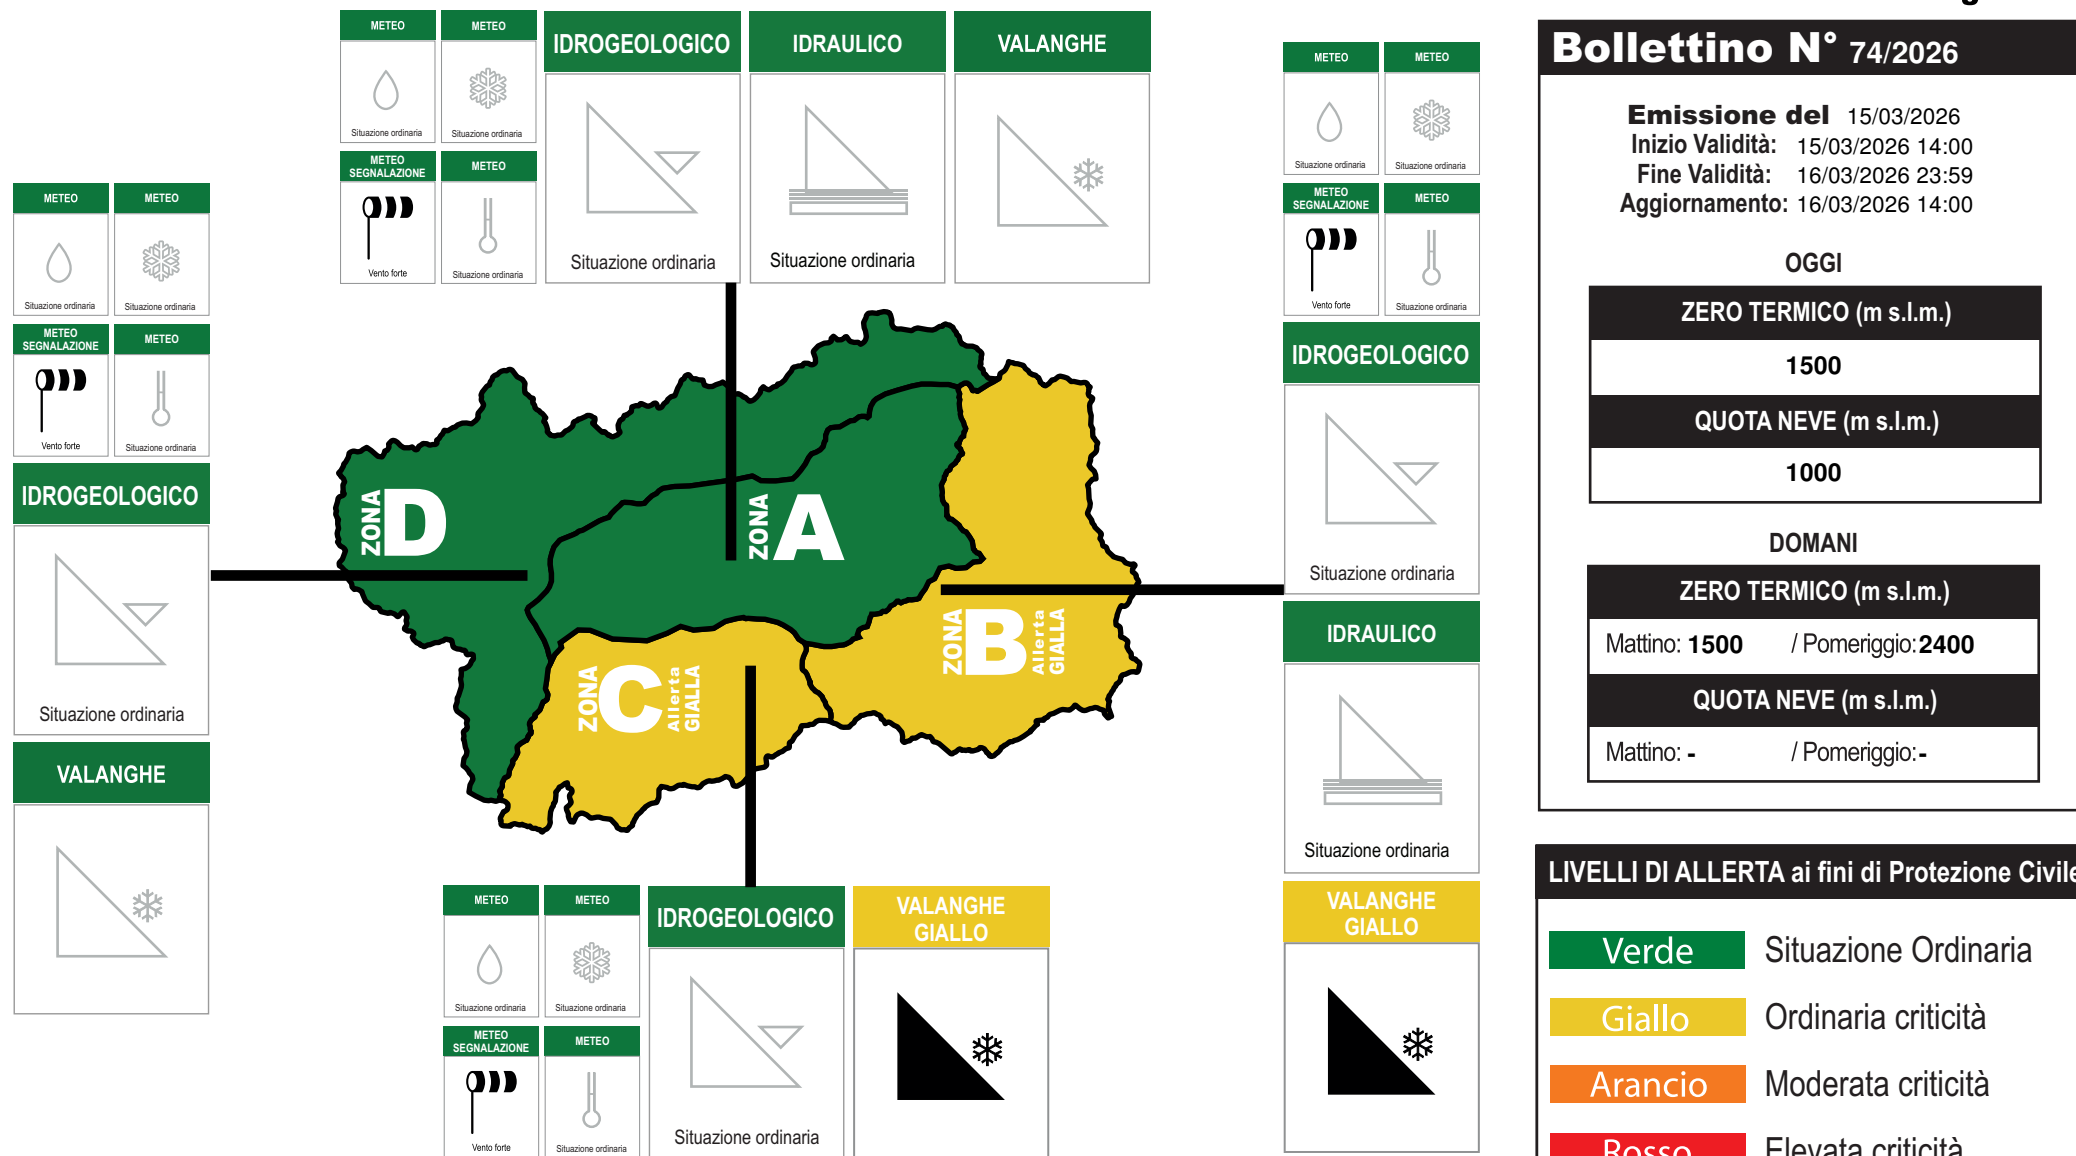 METEO
METEO
Situazione ordinaria
Situazione ordinaria
METEO
SEGNALAZIONE
METEO
Vento forte
Situazione ordinaria
IDROGEOLOGICO
Situazione ordinaria
IDRAULICO
Situazione ordinaria
VALANGHE
METEO
METEO
Situazione ordinaria
Situazione ordinaria
METEO
SEGNALAZIONE
METEO
Vento forte
Situazione ordinaria
IDROGEOLOGICO
Situazione ordinaria
VALANGHE
ZONA D
ZONA A
ZONA B
Allerta
GIALLA
ZONA C
Allerta
GIALLA
METEO
METEO
Situazione ordinaria
Situazione ordinaria
METEO
SEGNALAZIONE
METEO
Vento forte
Situazione ordinaria
IDROGEOLOGICO
Situazione ordinaria
IDRAULICO
Situazione ordinaria
VALANGHE
GIALLO
METEO
METEO
Situazione ordinaria
Situazione ordinaria
METEO
SEGNALAZIONE
METEO
Vento forte
Situazione ordinaria
IDROGEOLOGICO
Situazione ordinaria
VALANGHE
GIALLO
Bollettino N° 74/2026
Emissione del 15/03/2026
Inizio Validità: 15/03/2026 14:00
Fine Validità: 16/03/2026 23:59
Aggiornamento: 16/03/2026 14:00
OGGI
ZERO TERMICO (m s.l.m.)
1500
QUOTA NEVE (m s.l.m.)
1000
DOMANI
ZERO TERMICO (m s.l.m.)
Mattino: 1500 / Pomeriggio: 2400
QUOTA NEVE (m s.l.m.)
Mattino: - / Pomeriggio: -
LIVELLI DI ALLERTA ai fini di Protezione Civile
Verde Situazione Ordinaria
Giallo Ordinaria criticità
Arancio Moderata criticità
Rosso Elevata criticità